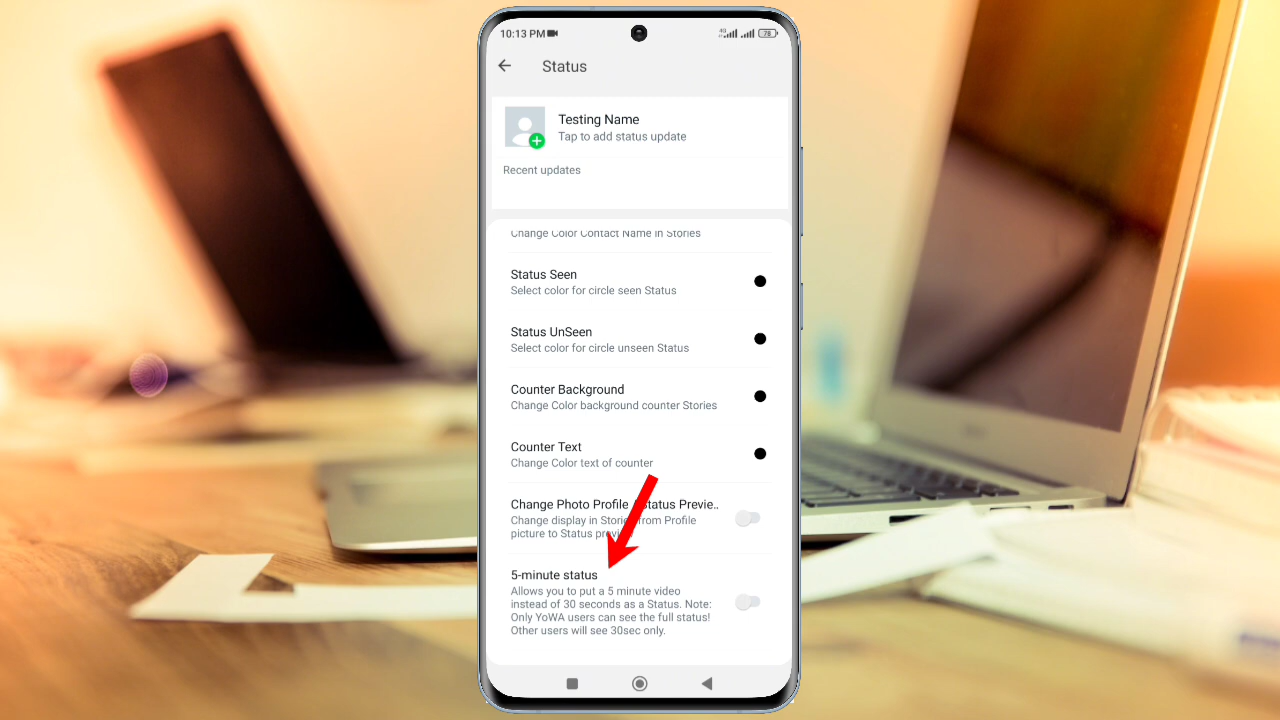 10:13 PM
4G
78
Status
Testing Name
Tap to add status update
Recent updates
Change Color Contact Name in Stories
Status Seen
Select color for circle seen Status
Status UnSeen
Select color for circle unseen Status
Counter Background
Change Color background counter Stories
Counter Text
Change Color text of counter
Change Photo Profile / Status Previe..
Change display in Stories from Profile
picture to Status
5-minute status
Allows you to put a 5 minute video
instead of 30 seconds as a Status. Note:
Only YoWA users can see the full status!
Other users will see 30sec only.